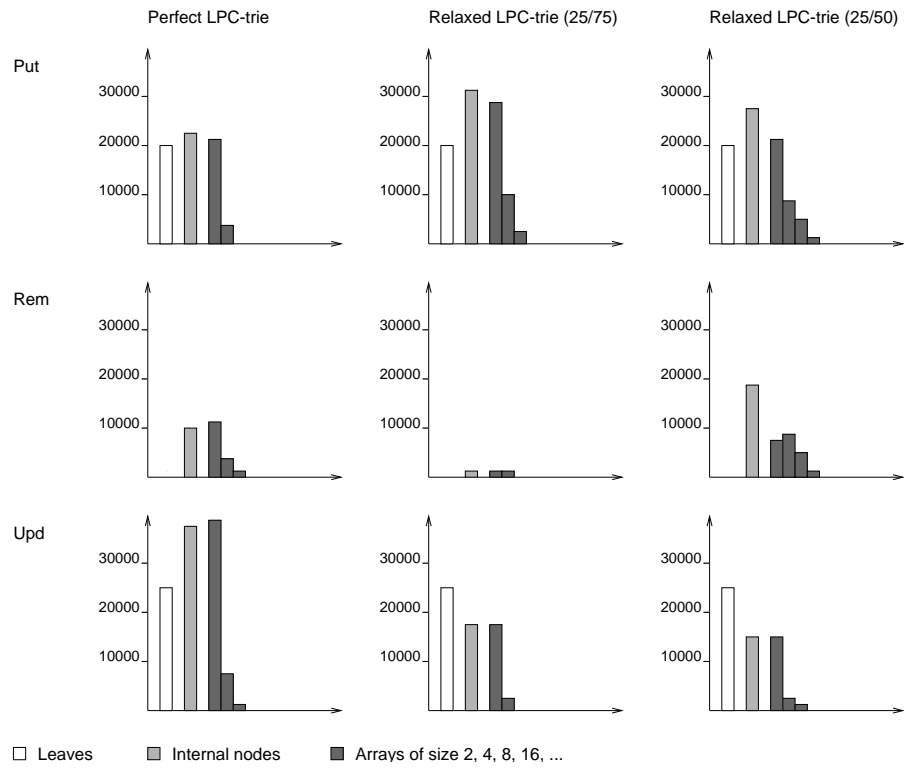 Perfect LPC-trie Relaxed LPC-trie (25/75) Relaxed LPC-trie (25/50)
Put
30000 30000 30000
20000 20000 20000
10000 10000 10000
Rem
30000 30000 30000
20000 20000 20000
10000 10000 10000
Upd
30000 30000 30000
20000 20000 20000
10000 10000 10000
Leaves Internal nodes Arrays of size 2, 4, 8, 16, ...